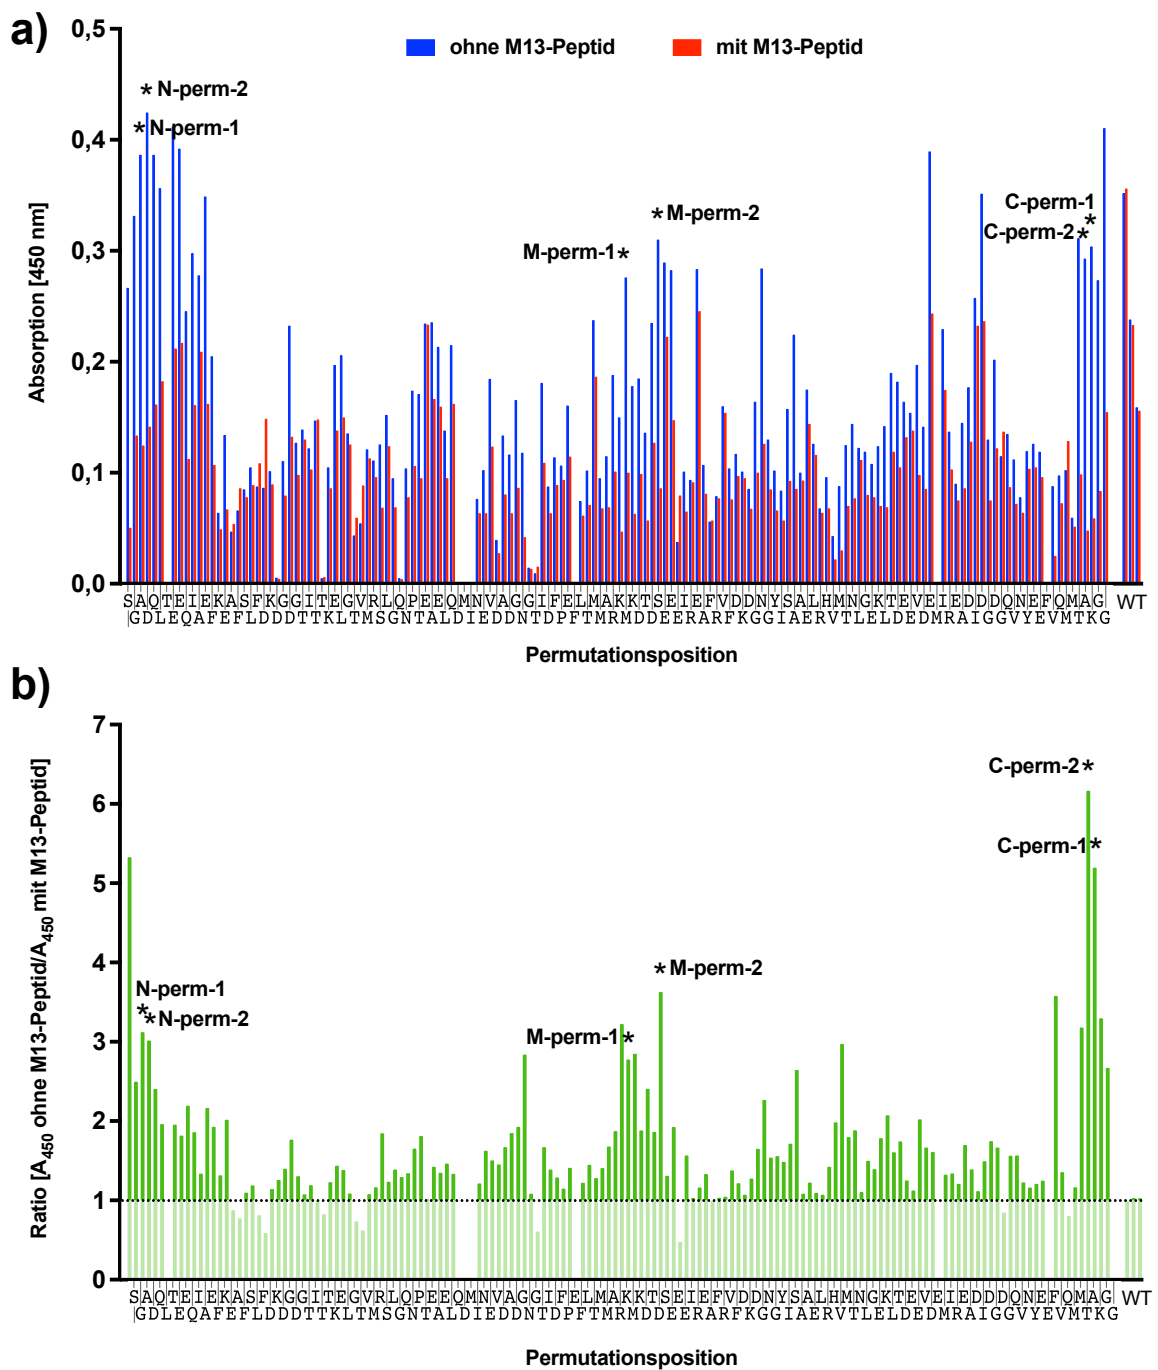 a)
0,5
ohne M13-Peptid
mit M13-Peptid
* N-perm-2
* N-perm-1
0,4
C-perm-1 *
* M-perm-2
C-perm-2 *
M-perm-1 *
0,3
0,2
0,1
0,0
Absorption [450 nm]
SAQTEIEKASFKGGITEGVRLQPEEQMNVAGGIFELMAKKTSEIEFVDDNYSALHMNGKTEVEIEDDDQNEFQMAG WT
GDLEQAFEFLDDDTTKLTMSGNTALDIEDDNTDPFTMRMDDEERARFKGGIAERVTLELDEDMRAIGGVYEVMTKG
Permutationsposition
b)
7
C-perm-2 *
6
C-perm-1 *
5
4
* M-perm-2
N-perm-1
*
* N-perm-2
M-perm-1 *
3
2
1
0
Ratio [A450 ohne M13-Peptid/A450 mit M13-Peptid]
SAQTEIEKASFKGGITEGVRLQPEEQMNVAGGIFELMAKKTSEIEFVDDNYSALHMNGKTEVEIEDDDQNEFQMAG WT
GDLEQAFEFLDDDTTKLTMSGNTALDIEDDNTDPFTMRMDDEERARFKGGIAERVTLELDEDMRAIGGVYEVMTKG
Permutationsposition